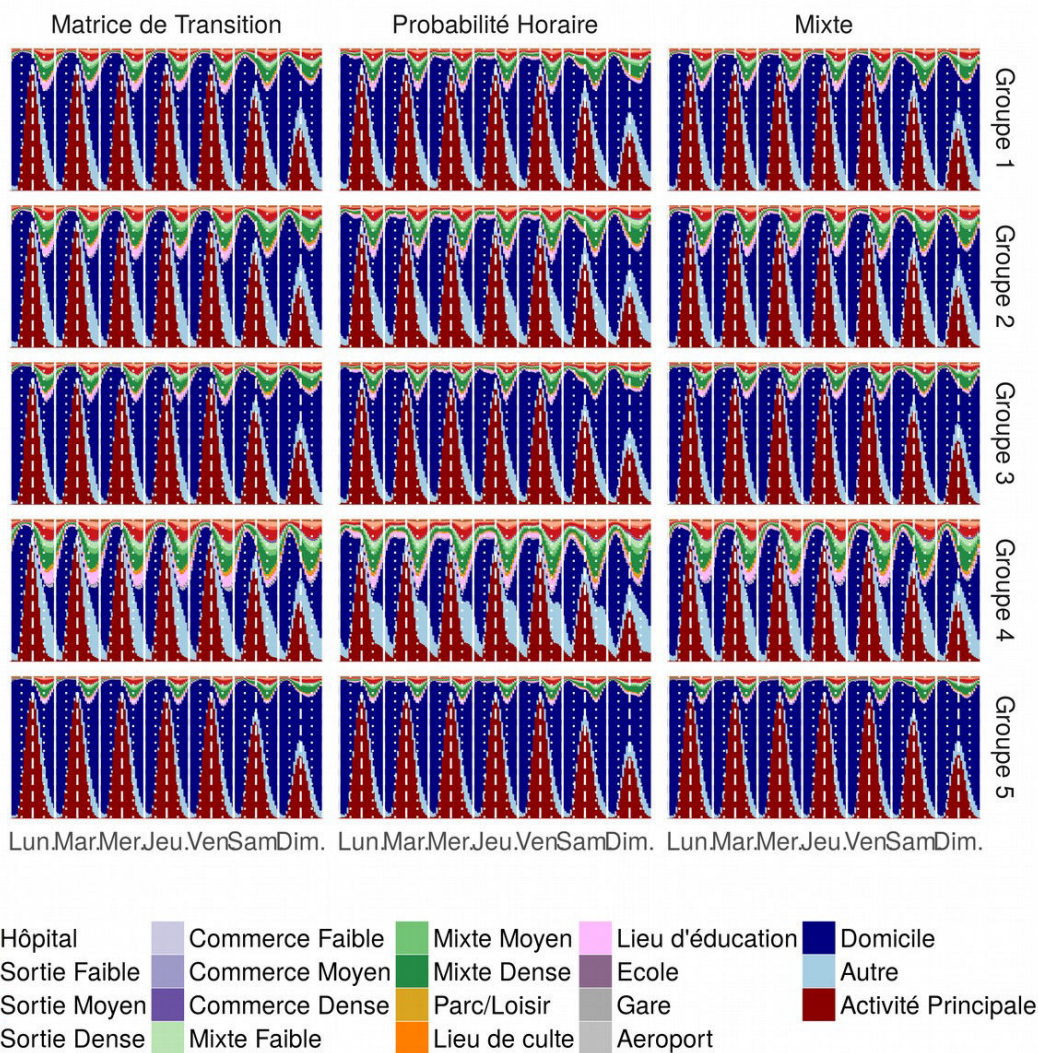 Matrice de Transition
Probabilité Horaire
Mixte
Groupe 1
Groupe 2
Groupe 3
Groupe 4
Groupe 5
Lun. Mar. Mer. Jeu. Ven Sam Dim. Lun. Mar. Mer. Jeu. Ven Sam Dim. Lun. Mar. Mer. Jeu. Ven Sam Dim.
Hôpital Commerce Faible Mixte Moyen Lieu d'éducation Domicile
Sortie Faible Commerce Moyen Mixte Dense Ecole Autre
Sortie Moyen Commerce Dense Parc/Loisir Gare Activité Principale
Sortie Dense Mixte Faible Lieu de culte Aeroport